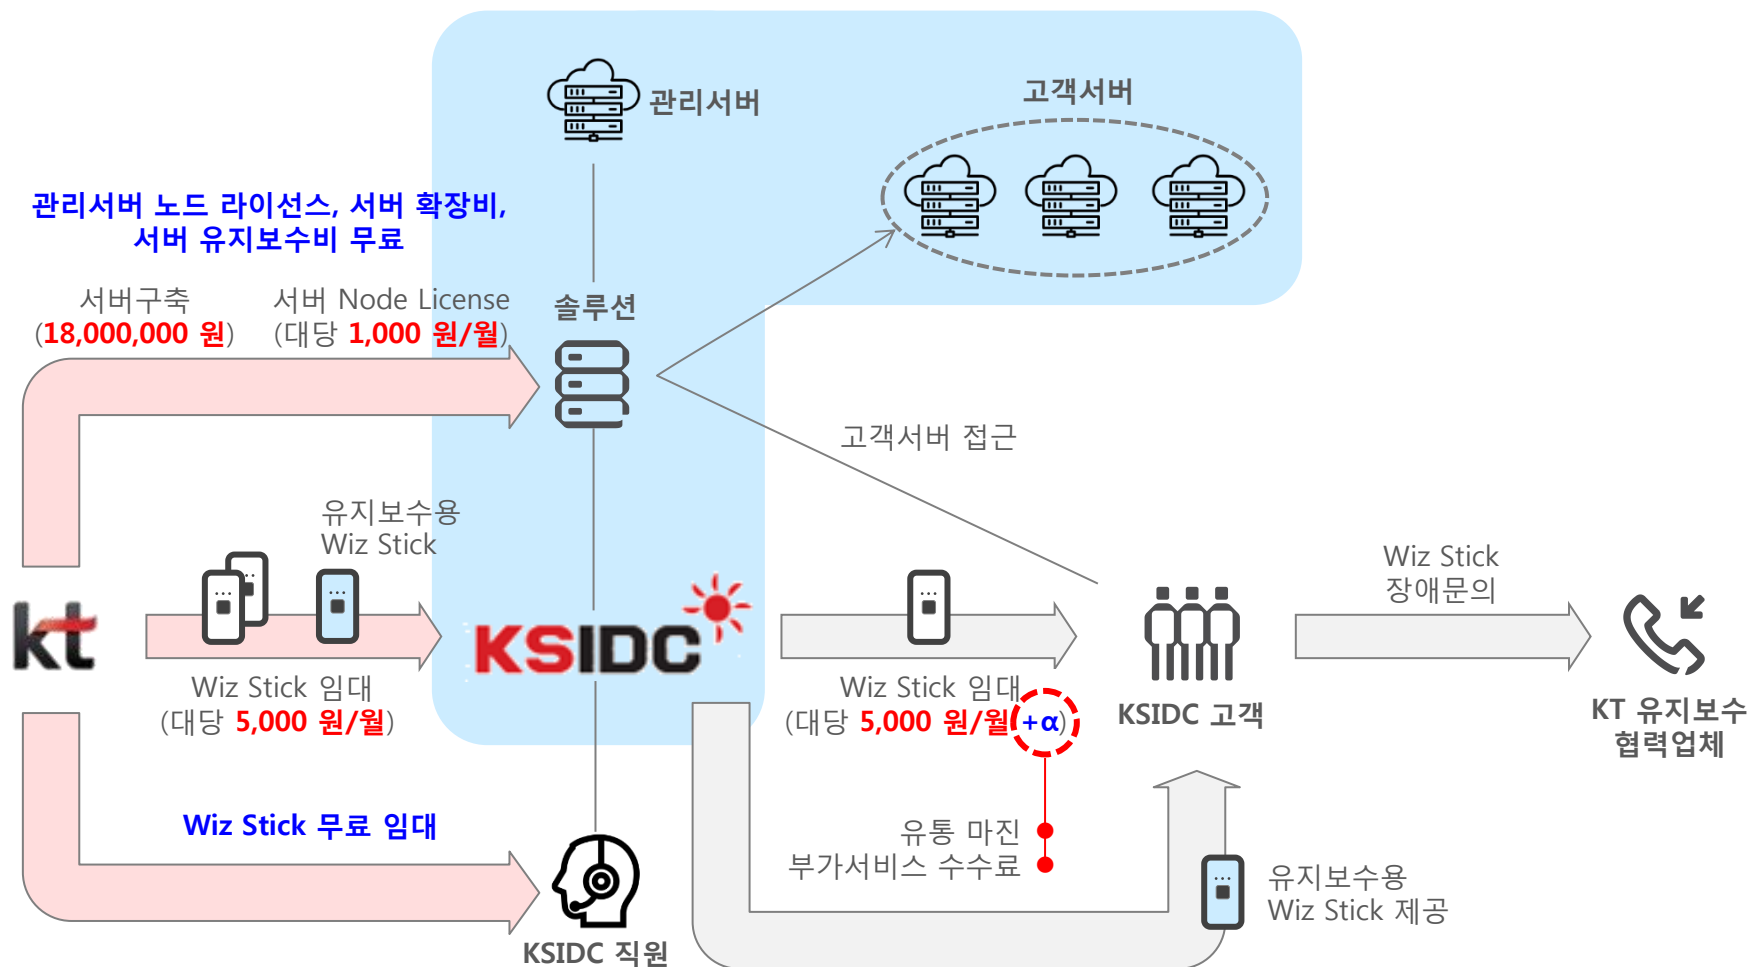 관리서버
고객서버
관리서버 노드 라이선스, 서버 확장비,
서버 유지보수비 무료
서버구축
(18,000,000 원)
서버 Node License
(대당 1,000 원/월)
솔루션
고객서버 접근
유지보수용
Wiz Stick
Wiz Stick
장애문의
kt
KSIDC
Wiz Stick 임대
(대당 5,000 원/월)
Wiz Stick 임대
(대당 5,000 원/월+α)
KSIDC 고객
KT 유지보수
협력업체
Wiz Stick 무료 임대
유통 마진
부가서비스 수수료
유지보수용
Wiz Stick 제공
KSIDC 직원